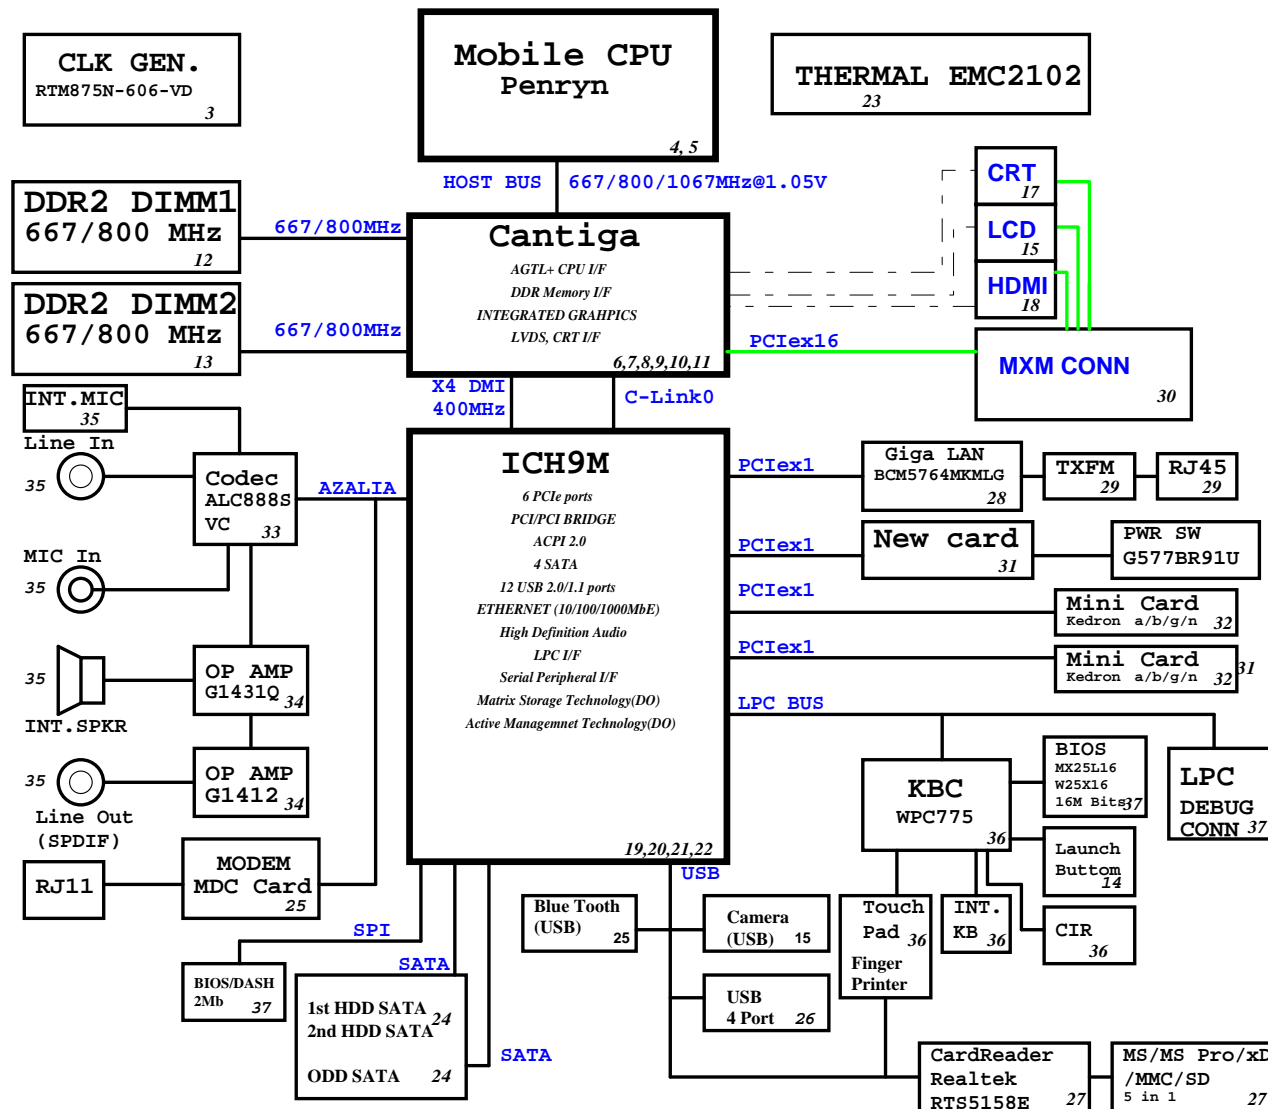 CLK GEN.
RTM875N-606-VD
3
Mobile CPU
Penryn
4, 5
THERMAL EMC2102
23
HOST BUS
667/800/1067MHz@1.05V
DDR2 DIMM1
667/800 MHz
12
667/800MHz
DDR2 DIMM2
667/800 MHz
13
667/800MHz
Cantiga
AGTL+ CPU I/F
DDR Memory I/F
INTEGRATED GRAHPICS
LVDS, CRT I/F
6,7,8,9,10,11
CRT
17
LCD
15
HDMI
18
PCIex16
MXM CONN
30
X4 DMI
400MHz
C-Link0
INT.MIC
35
Line In
35
Codec
ALC888S
VC
33
AZALIA
MIC In
35
OP AMP
G1431Q
34
35
INT.SPKR
OP AMP
G1412
34
35
Line Out
(SPDIF)
RJ11
MODEM
MDC Card
25
ICH9M
6 PCIe ports
PCI/PCI BRIDGE
ACPI 2.0
4 SATA
12 USB 2.0/1.1 ports
ETHERNET (10/100/1000MbE)
High Definition Audio
LPC I/F
Serial Peripheral I/F
Matrix Storage Technology(DO)
Active Managemnet Technology(DO)
19,20,21,22
PCIex1
Giga LAN
BCM5764MKMLG
28
TXFM
29
RJ45
29
PCIex1
New card
31
PWR SW
G577BR91U
PCIex1
Mini Card
Kedron a/b/g/n
32
PCIex1
Mini Card
Kedron a/b/g/n
32
31
LPC BUS
KBC
WPC775
36
BIOS
MX25L16
W25X16
16M Bits
37
LPC
DEBUG
CONN
37
Launch
Buttom
14
Touch
Pad
36
Finger
Printer
INT.
KB
36
CIR
36
USB
Blue Tooth
(USB)
25
Camera
(USB)
15
USB
4 Port
26
SPI
BIOS/DASH
2Mb
37
SATA
1st HDD SATA
2nd HDD SATA
24
ODD SATA
24
SATA
CardReader
Realtek
RTS5158E
27
MS/MS Pro/xD
/MMC/SD
5 in 1
27